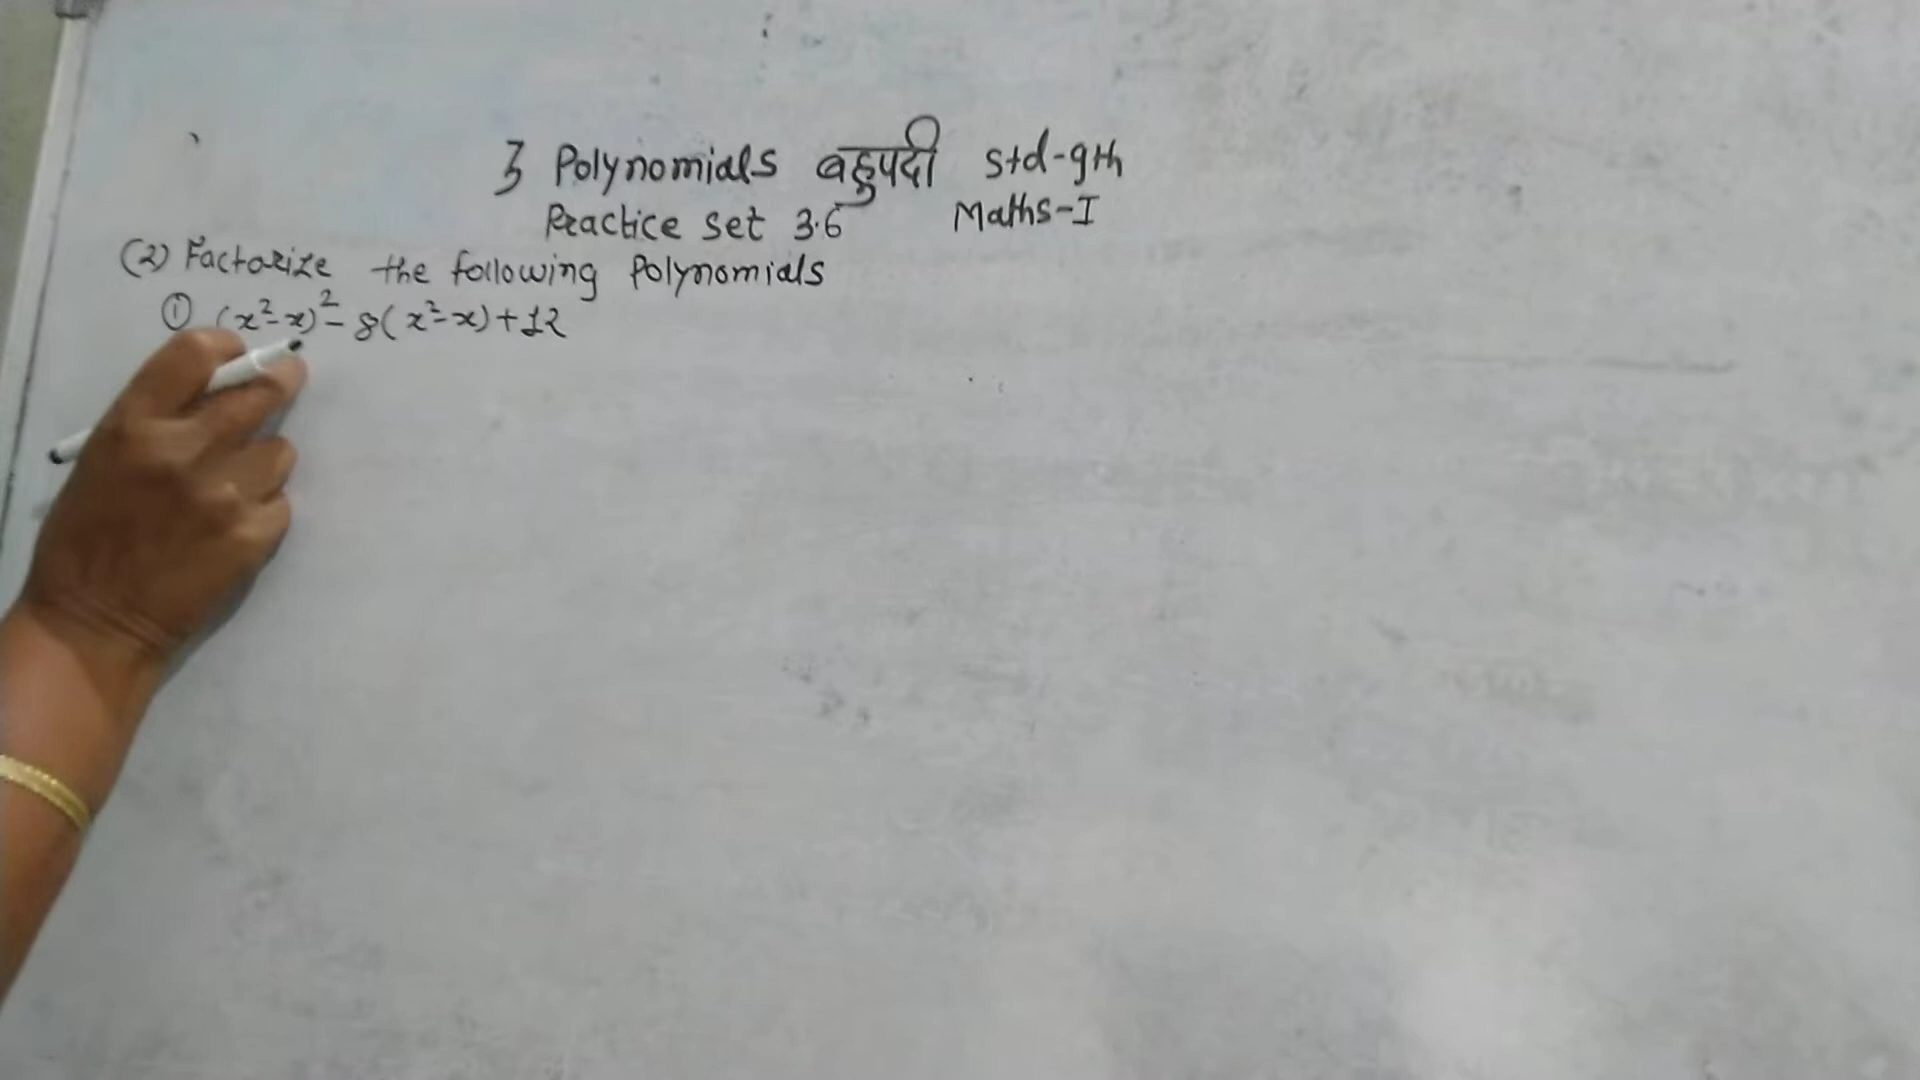 3 Polynomials बहुपदी std-9th
Practice set 3.6 Maths-I
(2) Factorize the following Polynomials
① (x²-x)² - 8(x²-x) + 12